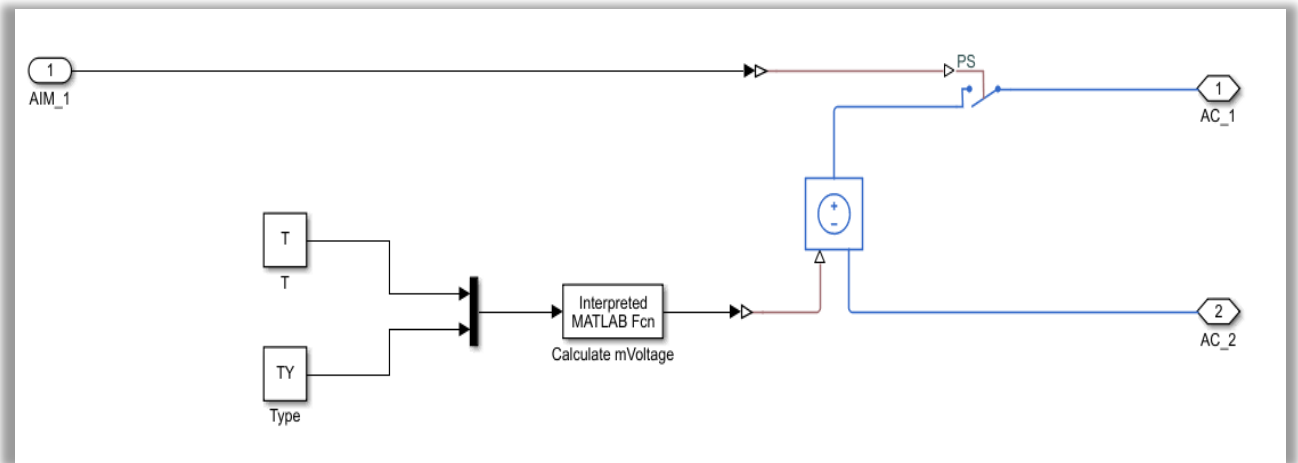 1
AIM_1
PS
1
AC_1
+
-
T
T
Interpreted
MATLAB Fcn
Calculate mVoltage
2
AC_2
TY
Type